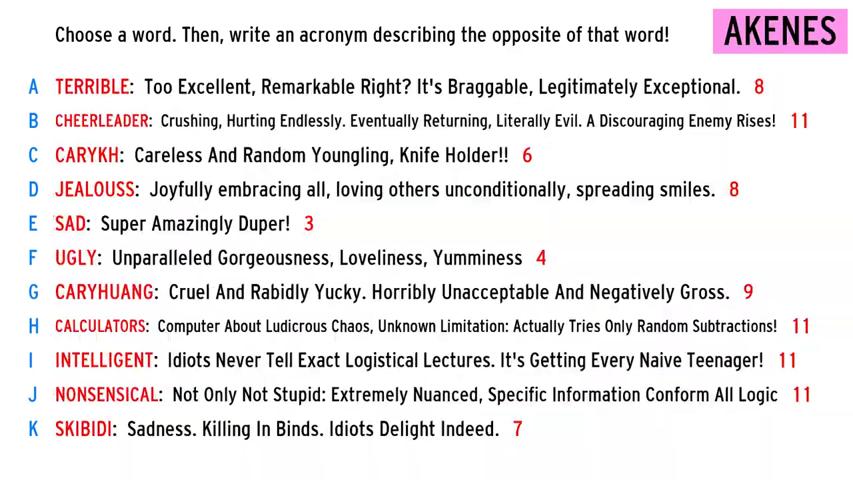 Choose a word. Then, write an acronym describing the opposite of that word!
AKENES
A TERRIBLE: Too Excellent, Remarkable Right? It's Braggable, Legitimately Exceptional. 8
B CHEERLEADER: Crushing, Hurting Endlessly. Eventually Returning, Literally Evil. A Discouraging Enemy Rises! 11
C CARYKH: Careless And Random Youngling, Knife Holder!! 6
D JEALOUSS: Joyfully embracing all, loving others unconditionally, spreading smiles. 8
E SAD: Super Amazingly Duper! 3
F UGLY: Unparalleled Gorgeousness, Loveliness, Yumminess 4
G CARYHUANG: Cruel And Rabidly Yucky. Horribly Unacceptable And Negatively Gross. 9
H CALCULATORS: Computer About Ludicrous Chaos, Unknown Limitation: Actually Tries Only Random Subtractions! 11
I INTELLIGENT: Idiots Never Tell Exact Logistical Lectures. It's Getting Every Naive Teenager! 11
J NONSENSICAL: Not Only Not Stupid: Extremely Nuanced, Specific Information Conform All Logic 11
K SKIBIDI: Sadness. Killing In Binds. Idiots Delight Indeed. 7